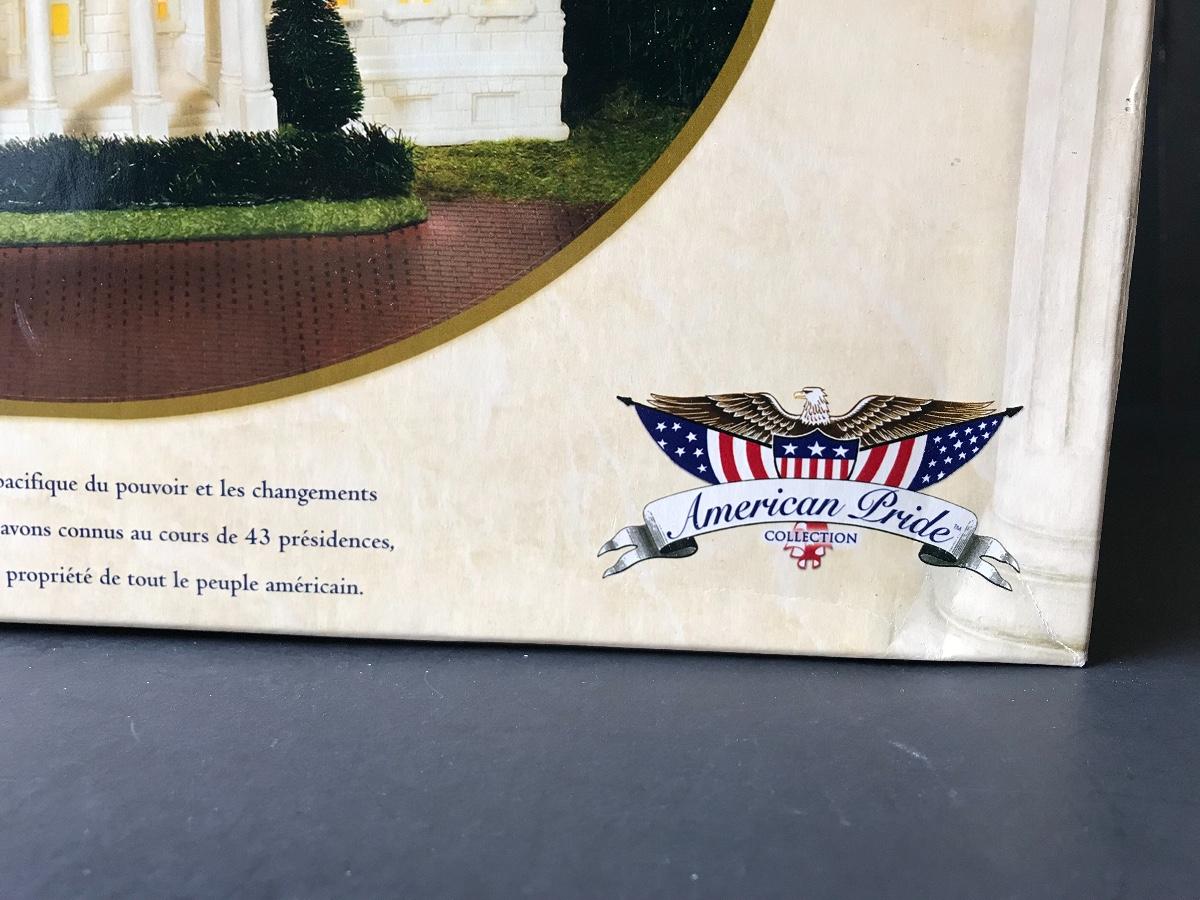 pacifique du pouvoir et les changements
avons connus au cours de 43 présidences,
propriété de tout le peuple américain.
American Pride™
COLLECTION